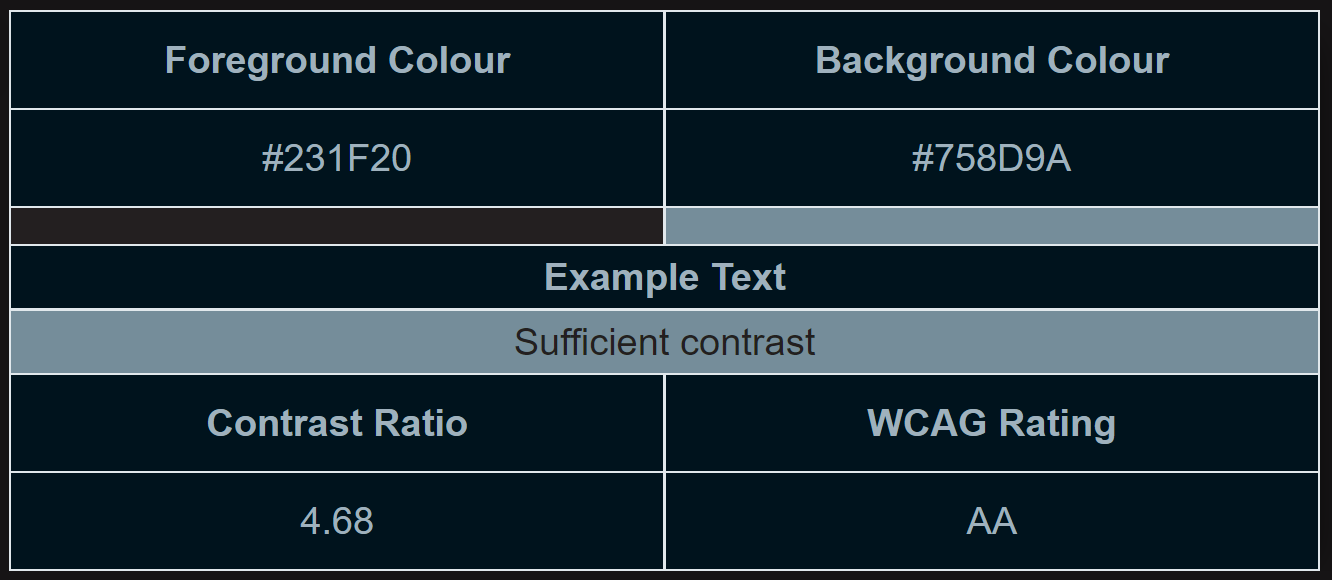 Foreground Colour Background Colour
#231F20 #758D9A
Example Text
Sufficient contrast
Contrast Ratio WCAG Rating
4.68 AA